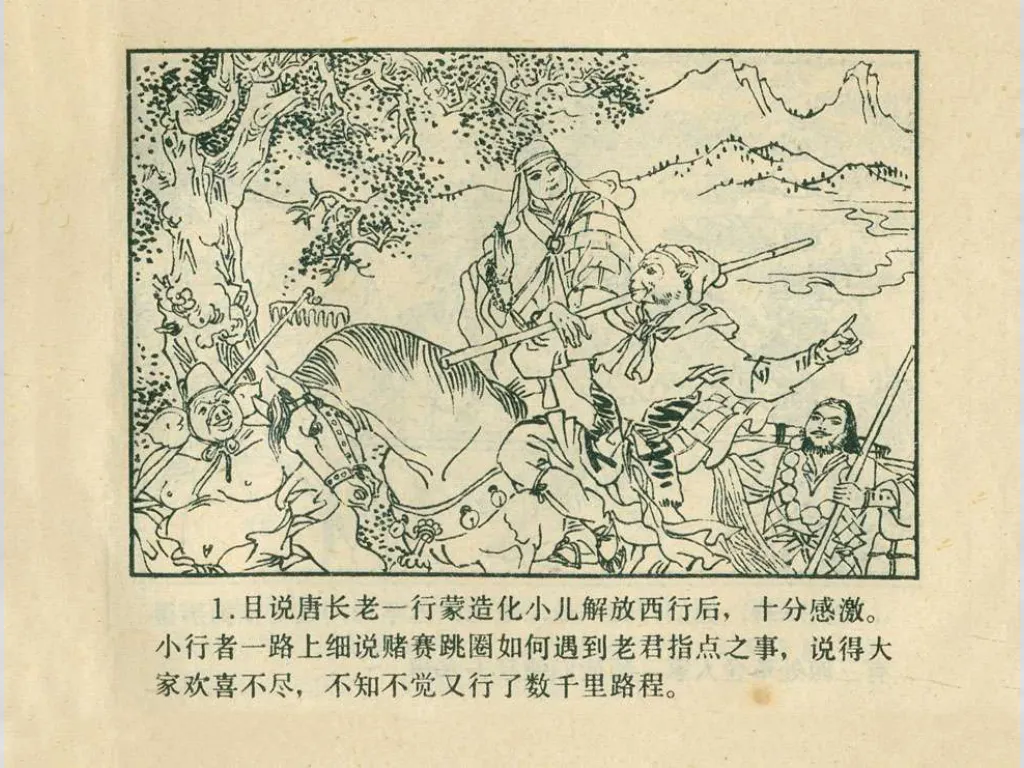 1.且说唐长老一行蒙造化小儿解放西行后，十分感激。
小行者一路上细说赌赛跳圈如何遇到老君指点之事，说得大
家欢喜不尽，不知不觉又行了数千里路程。